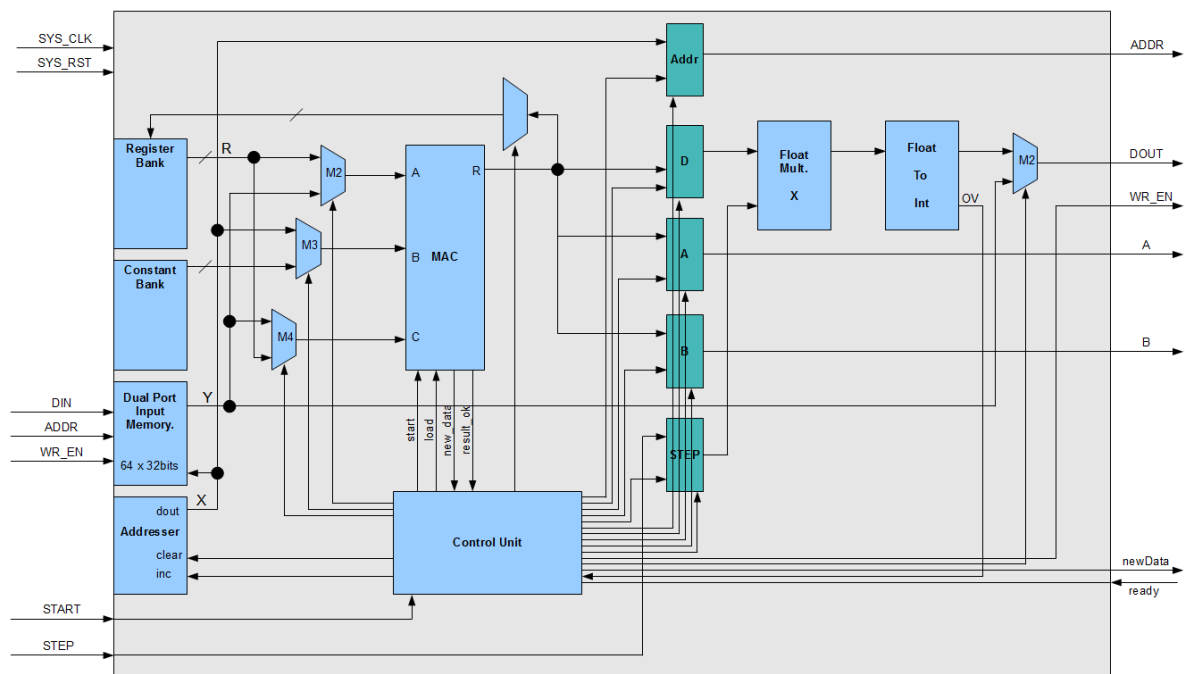 SYS_CLK
SYS_RST
Addr
ADDR
Register
Bank
R
M2
A
R
B
MAC
C
M3
M4
Constant
Bank
D
Float
Mult.
X
Float
To
Int
OV
M2
DOUT
WR_EN
A
A
B
B
DIN
ADDR
WR_EN
Dual Port
Input
Memory.
64 x 32bits
Y
X
start
load
new_data
result_ok
STEP
dout
Addresser
clear
inc
Control Unit
newData
ready
START
STEP